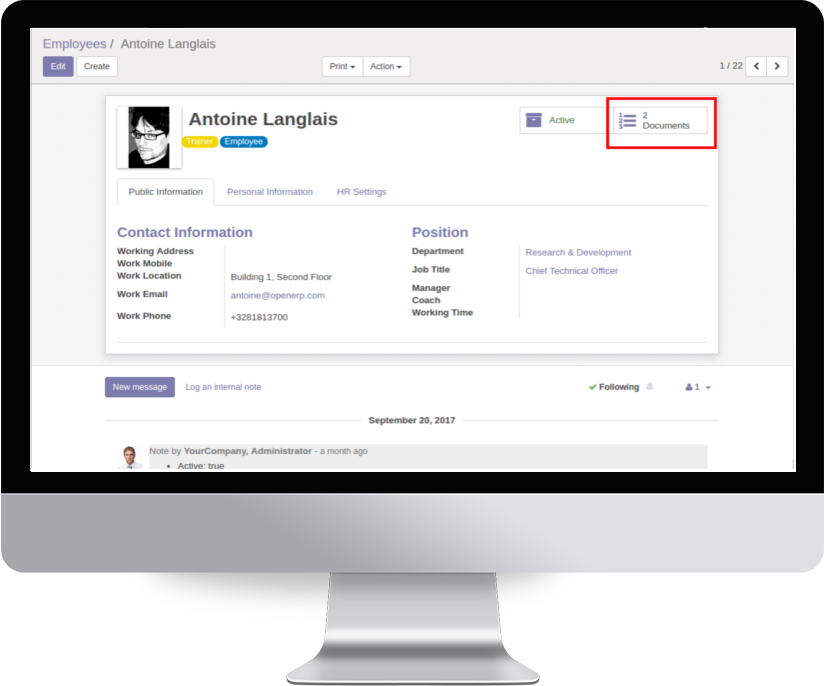 Employees / Antoine Langlais
Edit Create Print Action 1 / 22
Antoine Langlais
Trainer Employee
Active
2
Documents
Public Information Personal Information HR Settings
Contact Information
Working Address
Work Mobile
Work Location Building 1, Second Floor
Work Email antoine@openerp.com
Work Phone +3281813700
Position
Department Research & Development
Job Title Chief Technical Officer
Manager
Coach
Working Time
New message Log an internal note Following 1
September 20, 2017
Note by YourCompany, Administrator - a month ago
• Active: true